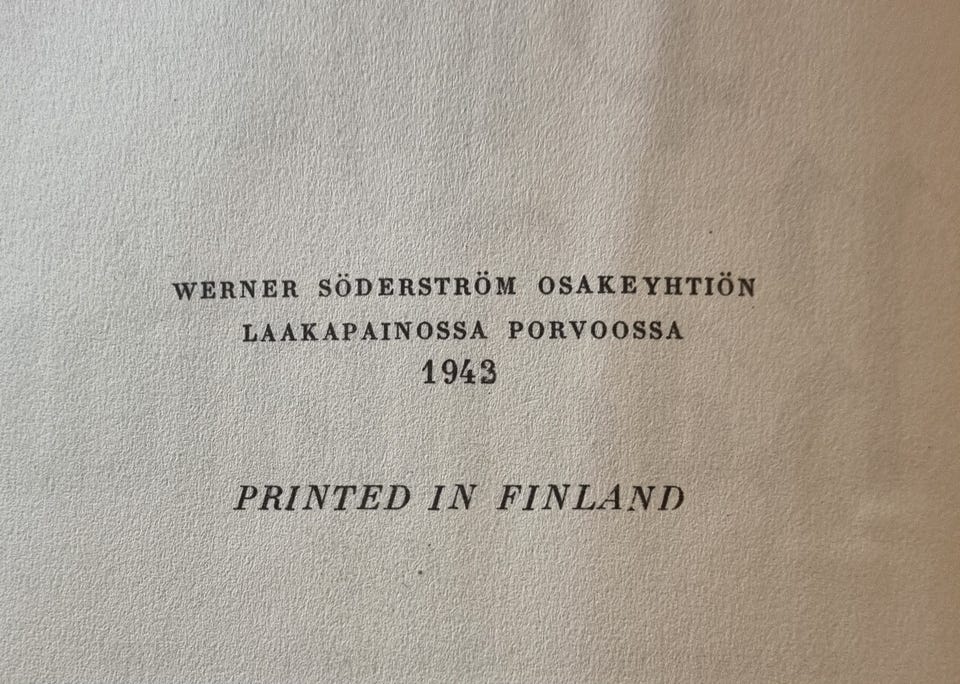 WERNER SÖDERSTRÖM OSAKEYHTIÖN
LAAKAPAINOSSA PORVOOSSA
1943
PRINTED IN FINLAND